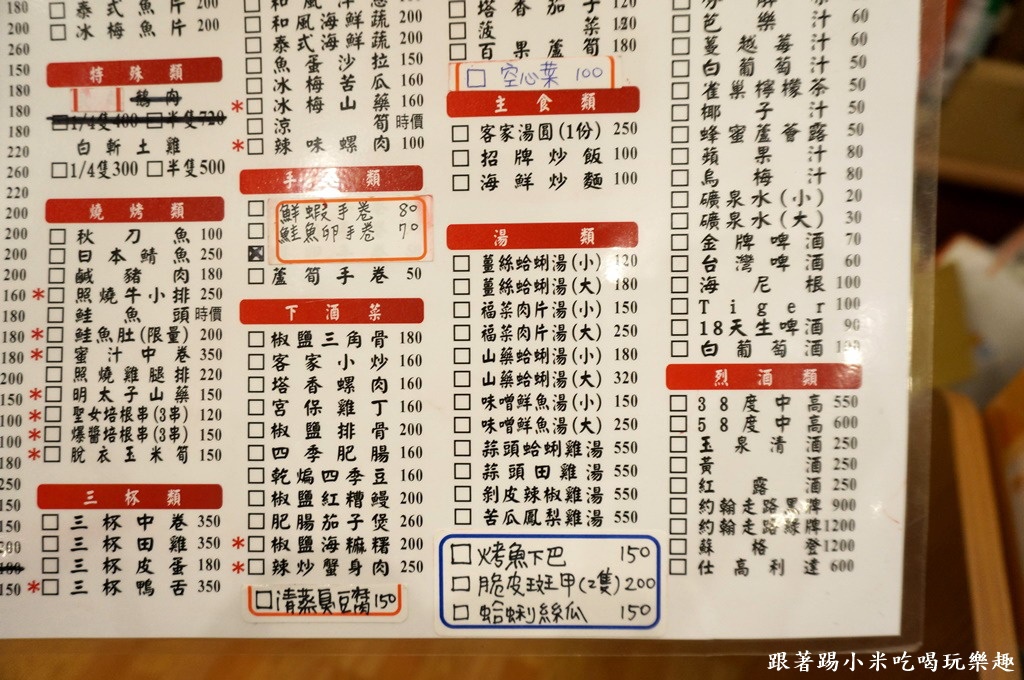 180
200
200
150
180
180
180
220
260
200
200
200
200
160
180
180
180
200
150
100
100
180
250
150
200
180
150
泰式魚片 200
冰梅魚片 200
特殊類
鵝肉
□1/4隻400 □半隻720
白斬土雞
□1/4隻300 □半隻500
燒烤類
□秋刀魚 100
□日本鯖魚 250
□鹹豬肉 180
*□照燒牛小排 250
□鮭魚頭 時價
*□鮭魚肚(限量) 200
*□蜜汁中卷 350
□照燒雞腿排 220
*□明太子山藥 150
*□聖女培根串(3串) 120
*□爆醬培根串(3串) 150
*□脫衣玉米筍 150
三杯類
□三杯中卷 350
□三杯田雞 350
□三杯皮蛋 180
*□三杯鴨舌 350
□和風海鮮蔬 200
□泰式海鮮蔬 200
□魚蛋沙拉 150
□冰梅苦瓜 160
*□冰梅山藥 160
□涼筍 時價
*□辣味螺肉 100
手卷類
□鮮蝦手卷 80
□鮭魚卵手卷 70
□蘆筍手卷 50
下酒菜
□椒鹽三角骨 180
□客家小炒 160
□塔香螺肉 160
□宮保雞丁 160
□椒鹽排骨 200
□四季肥腸 160
□乾煸四季豆 160
□椒鹽紅糟鰻 200
□肥腸茄子煲 260
*□椒鹽海蔴糬 200
*□辣炒蟹身肉 250
□清蒸臭豆腐 150
□塔香茄子 120
□菠菜 120
□百果蘆筍 180
□空心菜 100
主食類
□客家湯圓(1份) 250
□招牌炒飯 100
□海鮮炒麵 100
湯類
□薑絲蛤蜊湯(小) 120
□薑絲蛤蜊湯(大) 180
□福菜肉片湯(小) 150
□福菜肉片湯(大) 250
□山藥蛤蜊湯(小) 180
□山藥蛤蜊湯(大) 320
□味噌鮮魚湯(小) 150
□味噌鮮魚湯(大) 250
□蒜頭蛤蜊雞湯 550
□蒜頭田雞湯 550
□剝皮辣椒雞湯 550
□苦瓜鳳梨雞湯 550
□烤魚下巴 150
□脆皮斑甲(2隻) 200
□蛤蜊絲瓜 150
□芭樂汁 60
□蔓越莓汁 60
□白葡萄汁 60
□雀巢檸檬茶 50
□椰子汁 50
□蜂蜜蘆薈露 50
□蘋果汁 80
□烏梅汁 80
□礦泉水(小) 20
□礦泉水(大) 30
□金牌啤酒 70
□台灣啤酒 60
□海尼根 100
□Tiger 100
□18天生啤酒 90
□白葡萄酒
烈酒類
□38度中高 550
□58度中高 600
□玉泉清酒 250
□黃酒 250
□紅露酒 250
□約翰走路黑牌 900
□約翰走路綠牌 1200
□蘇格登 1200
□仕高利達 600
跟著踢小米吃喝玩樂趣